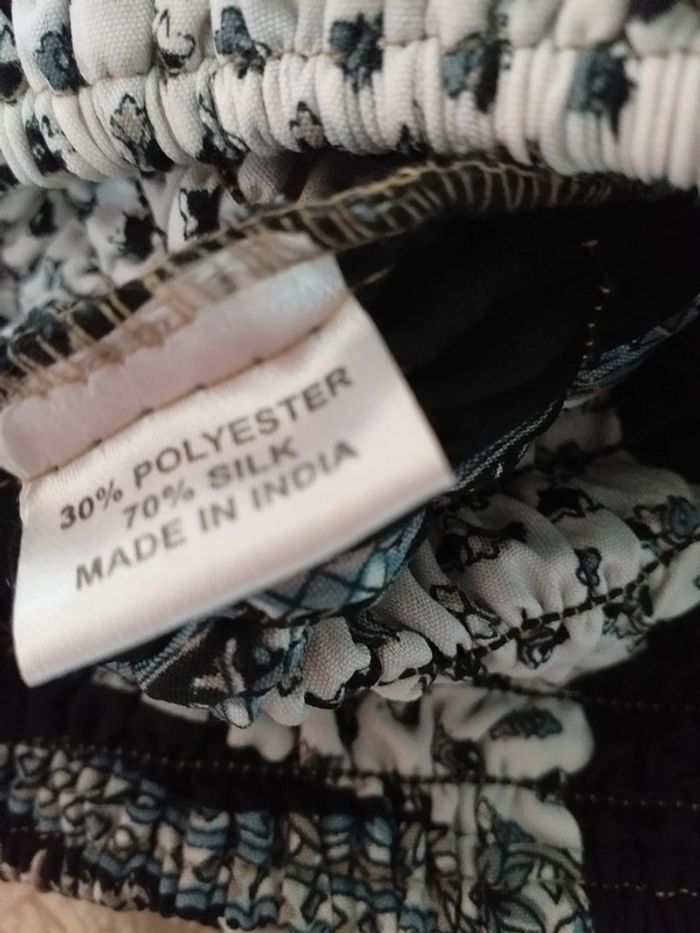 30% POLYESTER
70% SILK
MADE IN INDIA